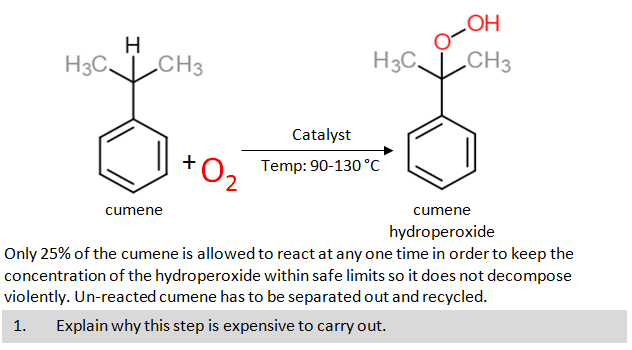 H
H3C
CH3
+ O2
cumene
Catalyst
Temp: 90-130 °C
OH
O
H3C
CH3
cumene
hydroperoxide
Only 25% of the cumene is allowed to react at any one time in order to keep the
concentration of the hydroperoxide within safe limits so it does not decompose
violently. Un-reacted cumene has to be separated out and recycled.
1. Explain why this step is expensive to carry out.